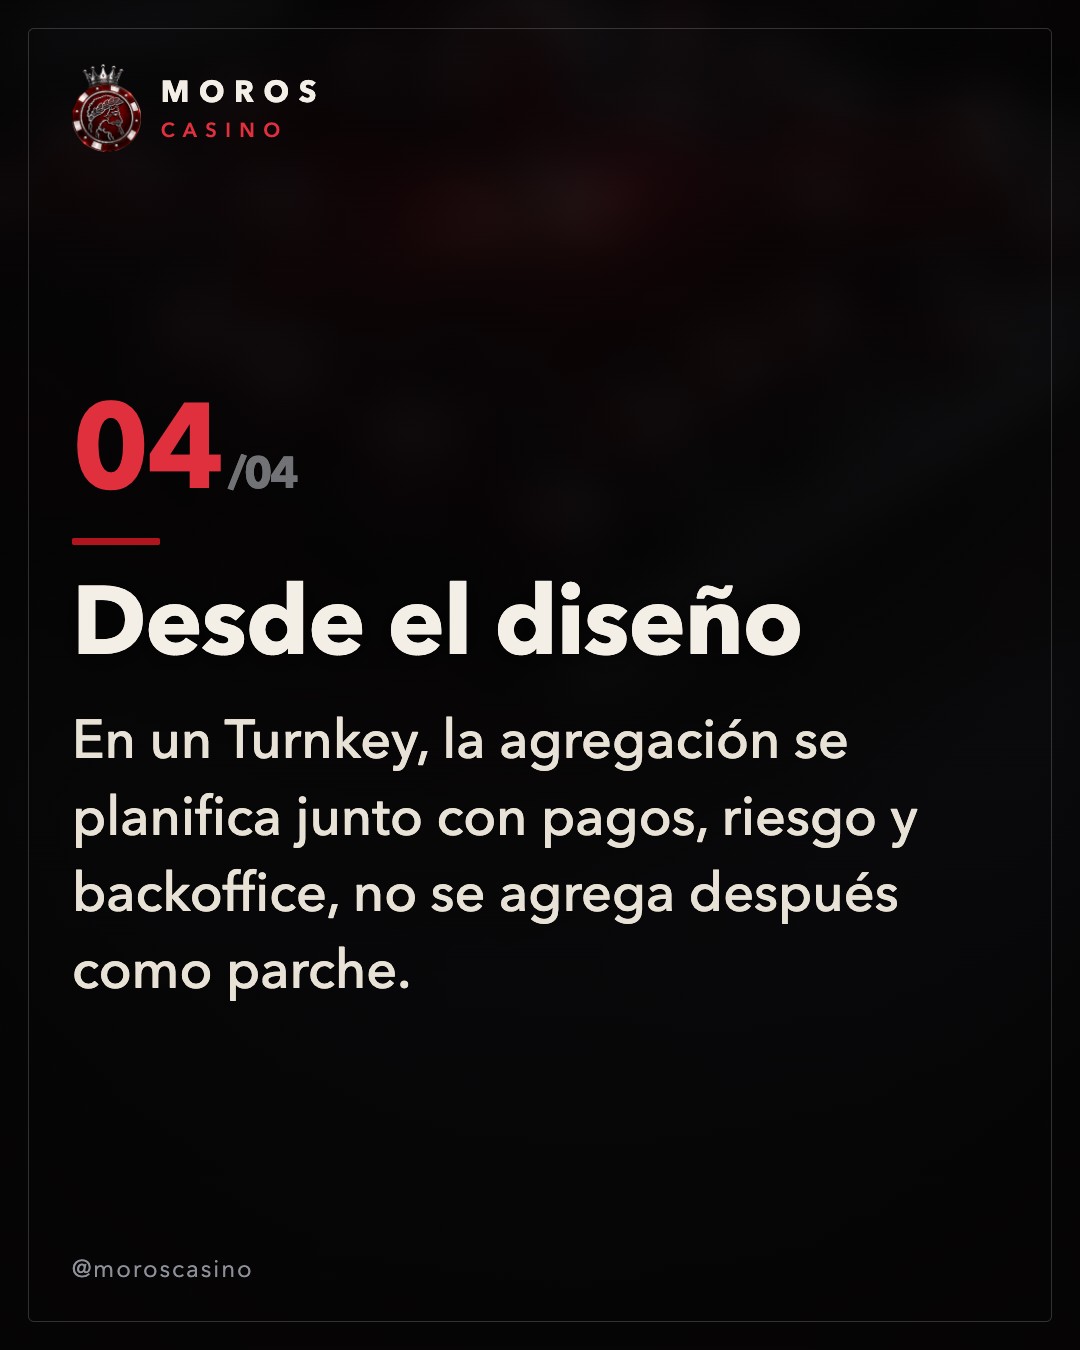 MOROS
CASINO
04/04
Desde el diseño
En un Turnkey, la agregación se
planifica junto con pagos, riesgo y
backoffice, no se agrega después
como parche.
@moroscasino